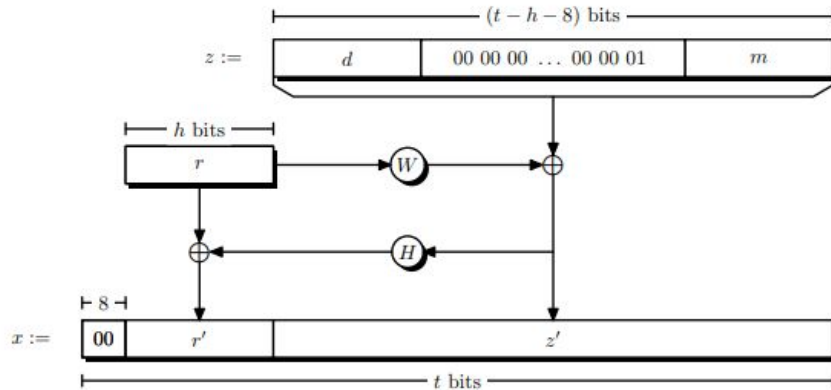 (t − h − 8) bits
z := d 00 00 00 ... 00 00 01 m
h bits
r W ⊕
⊕ H
8
x := 00 r′ z′
t bits